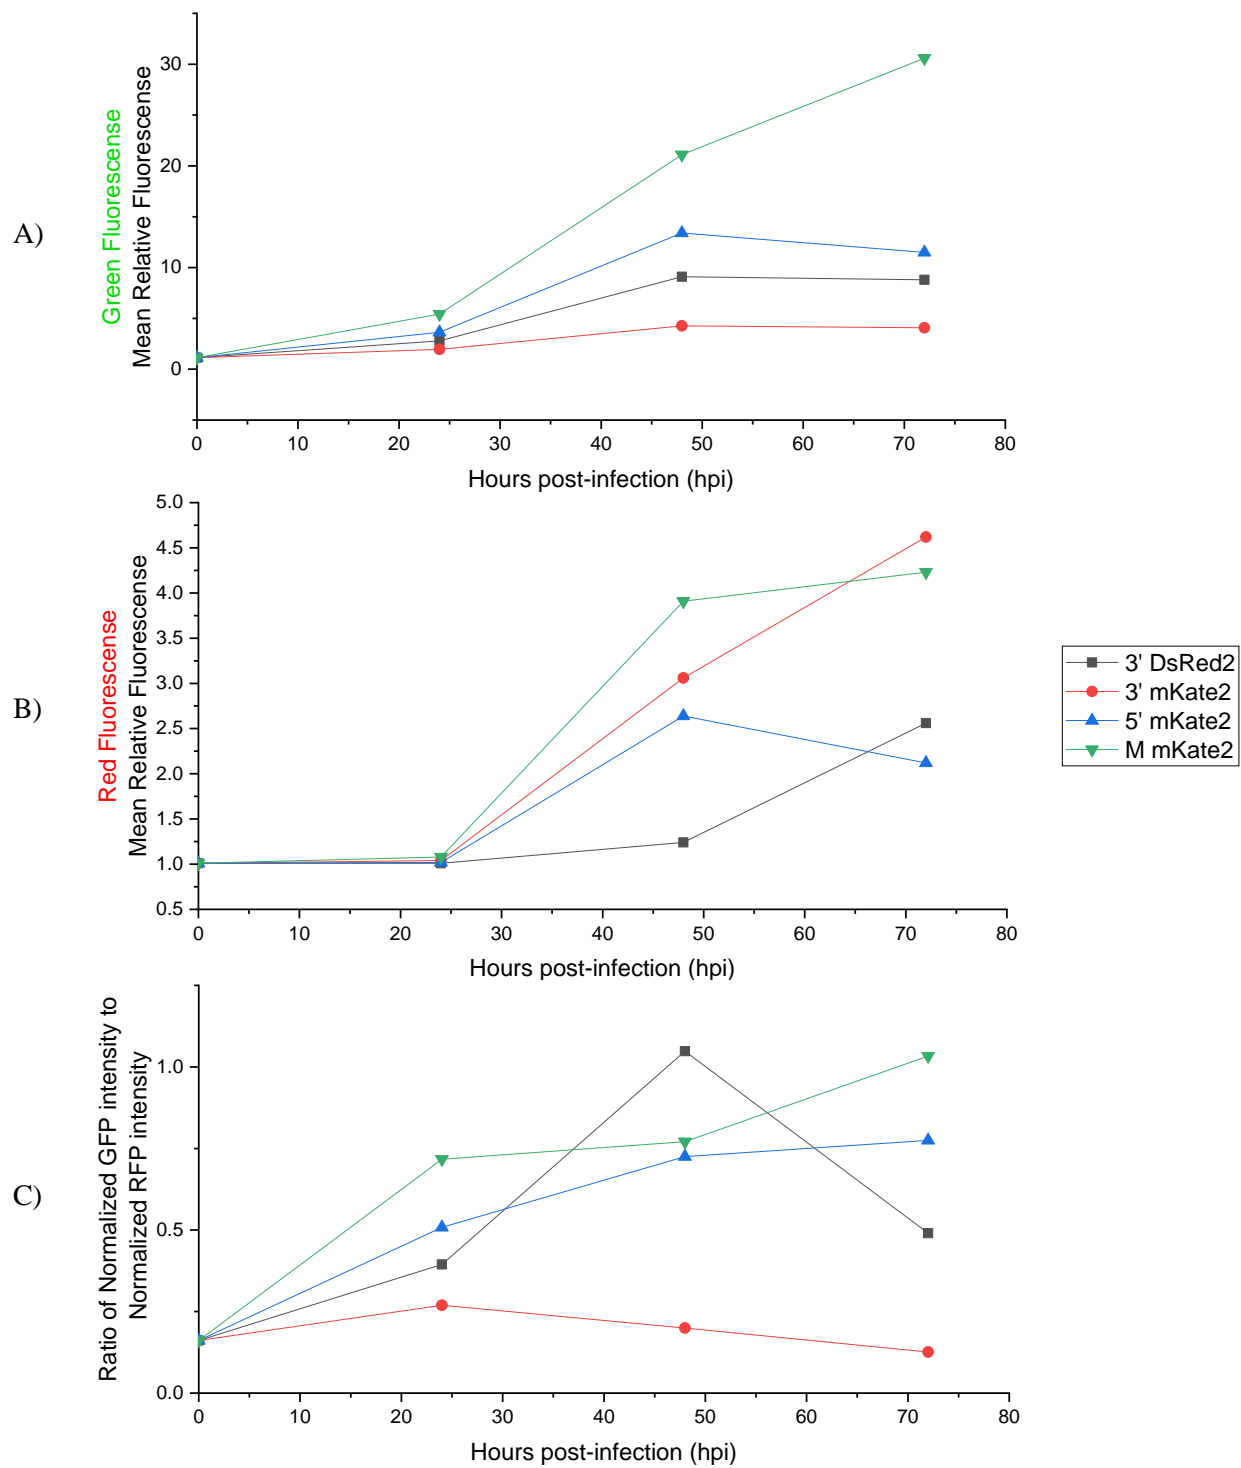 A)
Green Fluorescense
Mean Relative Fluorescense
30
20
10
0
0 10 20 30 40 50 60 70 80
Hours post-infection (hpi)
B)
Red Fluorescense
Mean Relative Fluorescense
5.0
4.5
4.0
3.5
3.0
2.5
2.0
1.5
1.0
0.5
0 10 20 30 40 50 60 70 80
Hours post-infection (hpi)
3' DsRed2
3' mKate2
5' mKate2
M mKate2
C)
Ratio of Normalized GFP intensity to
Normalized RFP intensity
1.0
0.5
0.0
0 10 20 30 40 50 60 70 80
Hours post-infection (hpi)